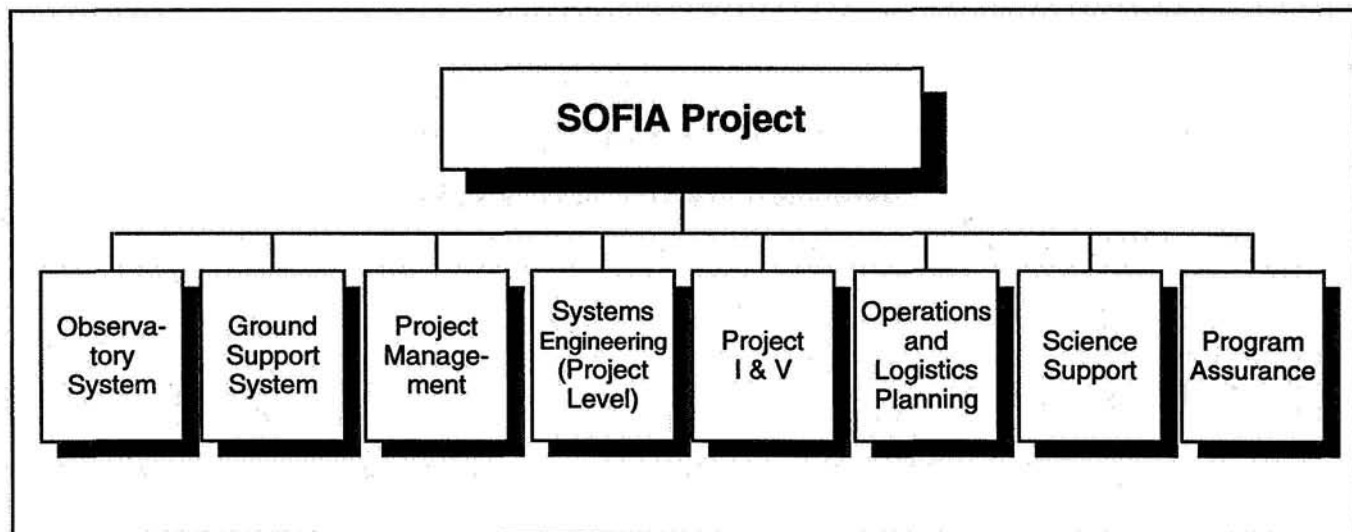 SOFIA Project
Observa-
tory
System
Ground
Support
System
Project
Manage-
ment
Systems
Engineering
(Project
Level)
Project
I & V
Operations
and
Logistics
Planning
Science
Support
Program
Assurance